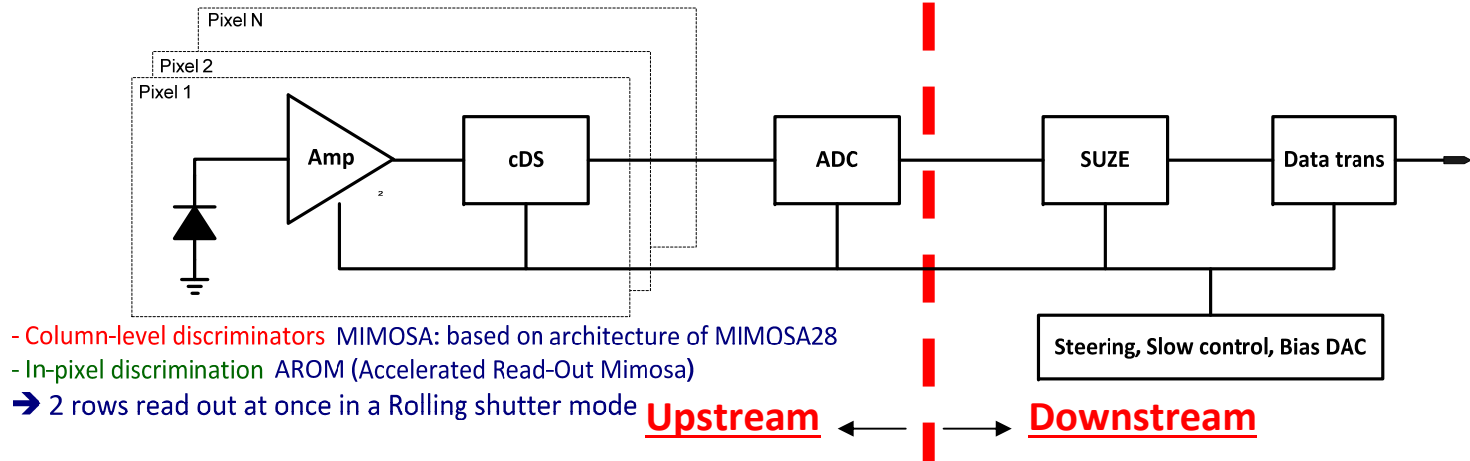 Pixel N
Pixel 2
Pixel 1
Amp
2
cDS
ADC
SUZE
Data trans
Steering, Slow control, Bias DAC
- Column-level discriminators MIMOSA: based on architecture of MIMOSA28
- In-pixel discrimination AROM (Accelerated Read-Out Mimosa)
➔ 2 rows read out at once in a Rolling shutter mode
Upstream
Downstream